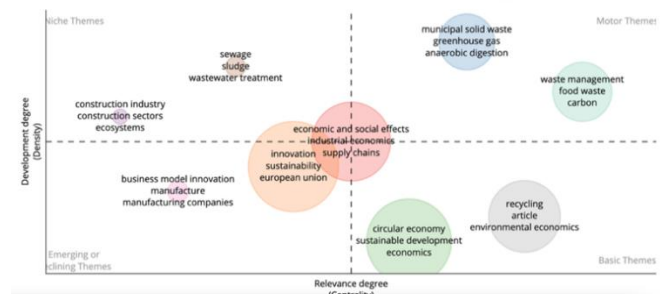 Niche Themes
Motor Themes
municipal solid waste
greenhouse gas
anaerobic digestion
sewage
sludge
wastewater treatment
waste management
food waste
carbon
construction industry
construction sectors
ecosystems
economic and social effects
industrial economics
supply chains
innovation
sustainability
european union
business model innovation
manufacture
manufacturing companies
recycling
article
environmental economics
circular economy
sustainable development
economics
Emerging or
clining Themes
Basic Themes
Development degree
(Density)
Relevance degree
(Centrality)